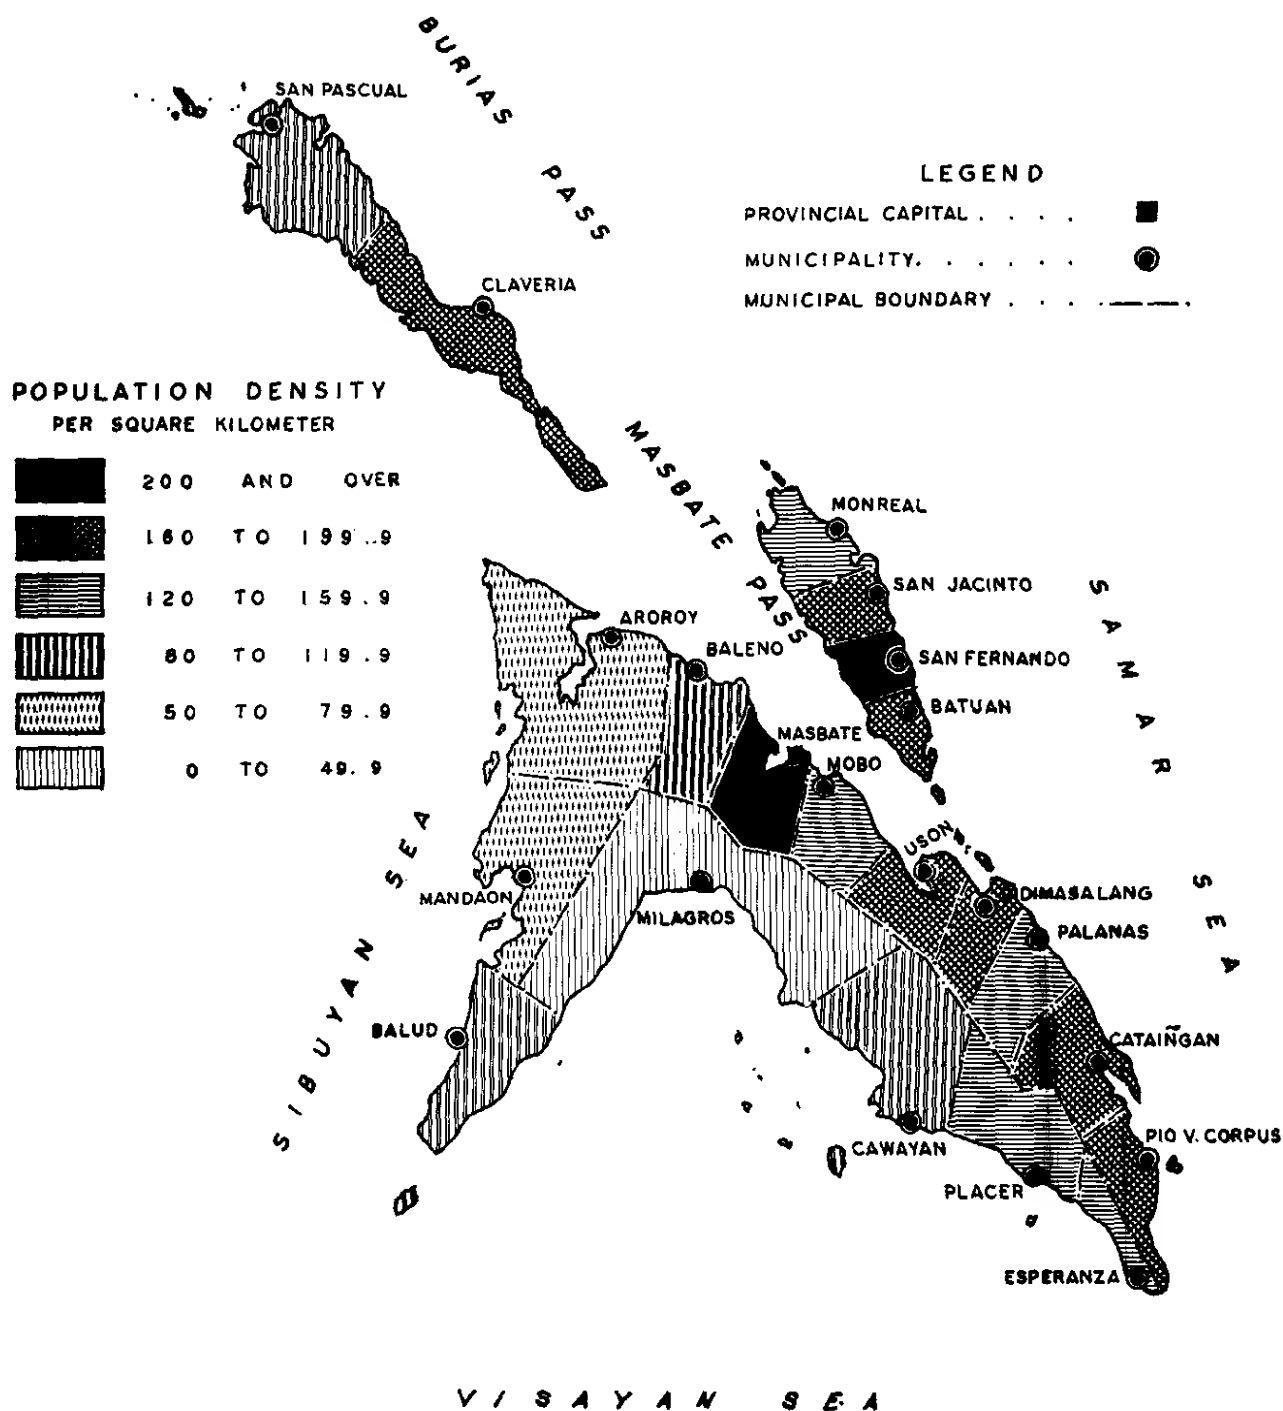 BURIAS PASS
SAN PASCUAL
LEGEND
PROVINCIAL CAPITAL . . . .
MUNICIPALITY. . . . . .
MUNICIPAL BOUNDARY . . .
CLAVERIA
POPULATION DENSITY
PER SQUARE KILOMETER
200 AND OVER
160 TO 199.9
120 TO 159.9
80 TO 119.9
50 TO 79.9
0 TO 49.9
MASBATE PASS
MONREAL
SAN JACINTO
SAN FERNANDO
BATUAN
SAMAR SEA
AROROY
BALENO
MASBATE
MOBO
USON
DIMASALANG
PALANAS
MANDAON
MILAGROS
SIBUYAN SEA
BALUD
CATAIÑGAN
CAWAYAN
PIO V. CORPUS
PLACER
ESPERANZA
VISAYAN SEA